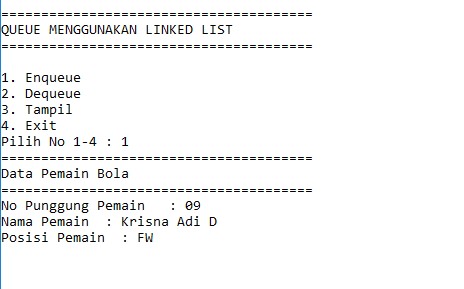 =======================================
QUEUE MENGGUNAKAN LINKED LIST
=======================================
1. Enqueue
2. Dequeue
3. Tampil
4. Exit
Pilih No 1-4 : 1
=======================================
Data Pemain Bola
=======================================
No Punggung Pemain   : 09
Nama Pemain  : Krisna Adi D
Posisi Pemain  : FW